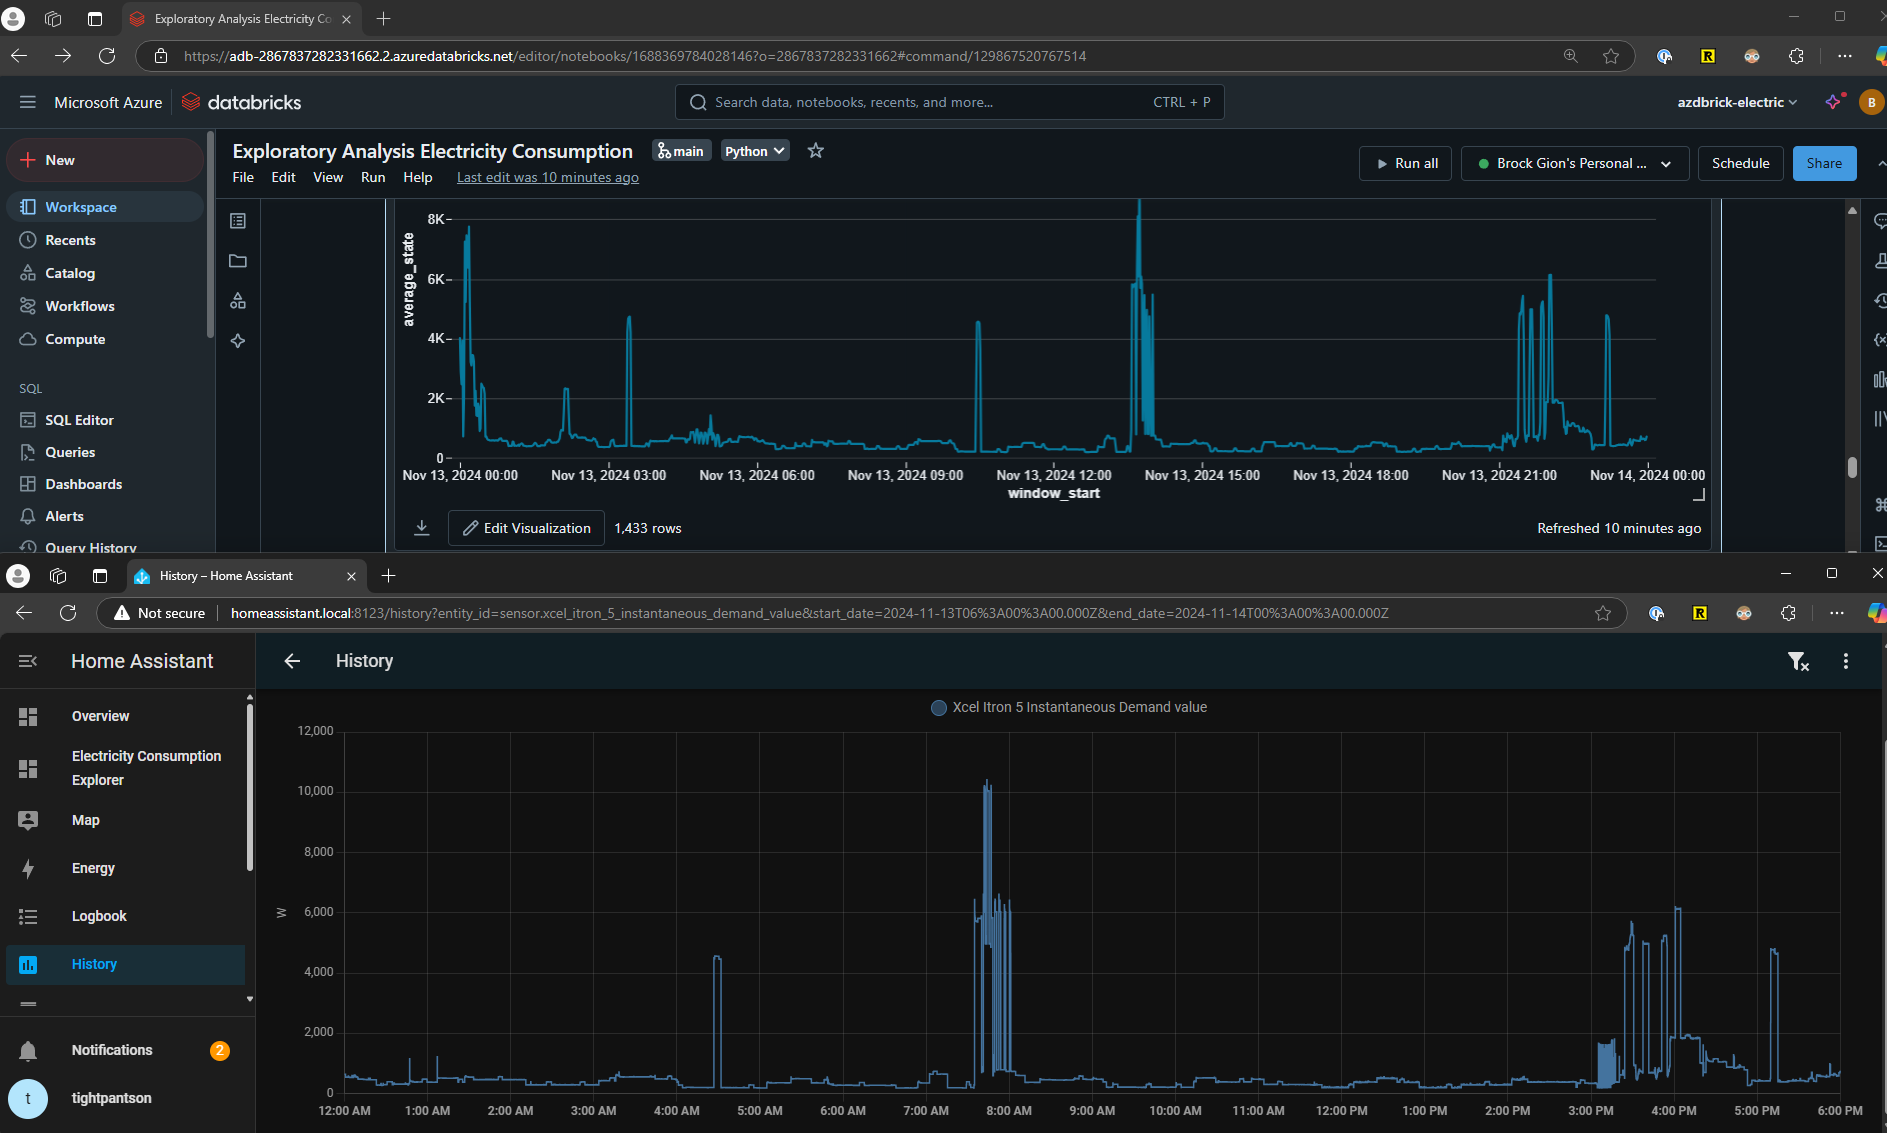 Exploratory Analysis Electricity Co
https://adb-2867837282331662.2.azuredatabricks.net/editor/notebooks/1688369784028146?o=2867837282331662#command/129867520767514
Microsoft Azure databricks
Search data, notebooks, recents, and more... CTRL + P
azdbrick-electric
B
New
Workspace
Recents
Catalog
Workflows
Compute
SQL
SQL Editor
Queries
Dashboards
Alerts
Query History
Exploratory Analysis Electricity Consumption main Python
File Edit View Run Help Last edit was 10 minutes ago
Run all Brock Gion's Personal ... Schedule Share
average_state
8K
6K
4K
2K
0
Nov 13, 2024 00:00 Nov 13, 2024 03:00 Nov 13, 2024 06:00 Nov 13, 2024 09:00 Nov 13, 2024 12:00 Nov 13, 2024 15:00 Nov 13, 2024 18:00 Nov 13, 2024 21:00 Nov 14, 2024 00:00
window_start
Edit Visualization 1,433 rows
Refreshed 10 minutes ago
History – Home Assistant
Not secure homeassistant.local:8123/history?entity_id=sensor.xcel_itron_5_instantaneous_demand_value&start_date=2024-11-13T06%3A00%3A00.000Z&end_date=2024-11-14T00%3A00%3A00.000Z
Home Assistant
Overview
Electricity Consumption
Explorer
Map
Energy
Logbook
History
Notifications 2
t tightpantson
History
Xcel Itron 5 Instantaneous Demand value
W
12,000
10,000
8,000
6,000
4,000
2,000
0
12:00 AM 1:00 AM 2:00 AM 3:00 AM 4:00 AM 5:00 AM 6:00 AM 7:00 AM 8:00 AM 9:00 AM 10:00 AM 11:00 AM 12:00 PM 1:00 PM 2:00 PM 3:00 PM 4:00 PM 5:00 PM 6:00 PM